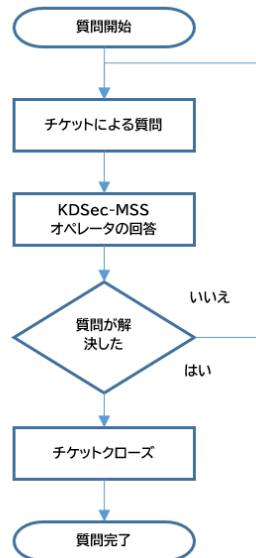 質問開始
チケットによる質問
KDSec-MSS
オペレータの回答
いいえ
質問が解
決した
はい
チケットクローズ
質問完了